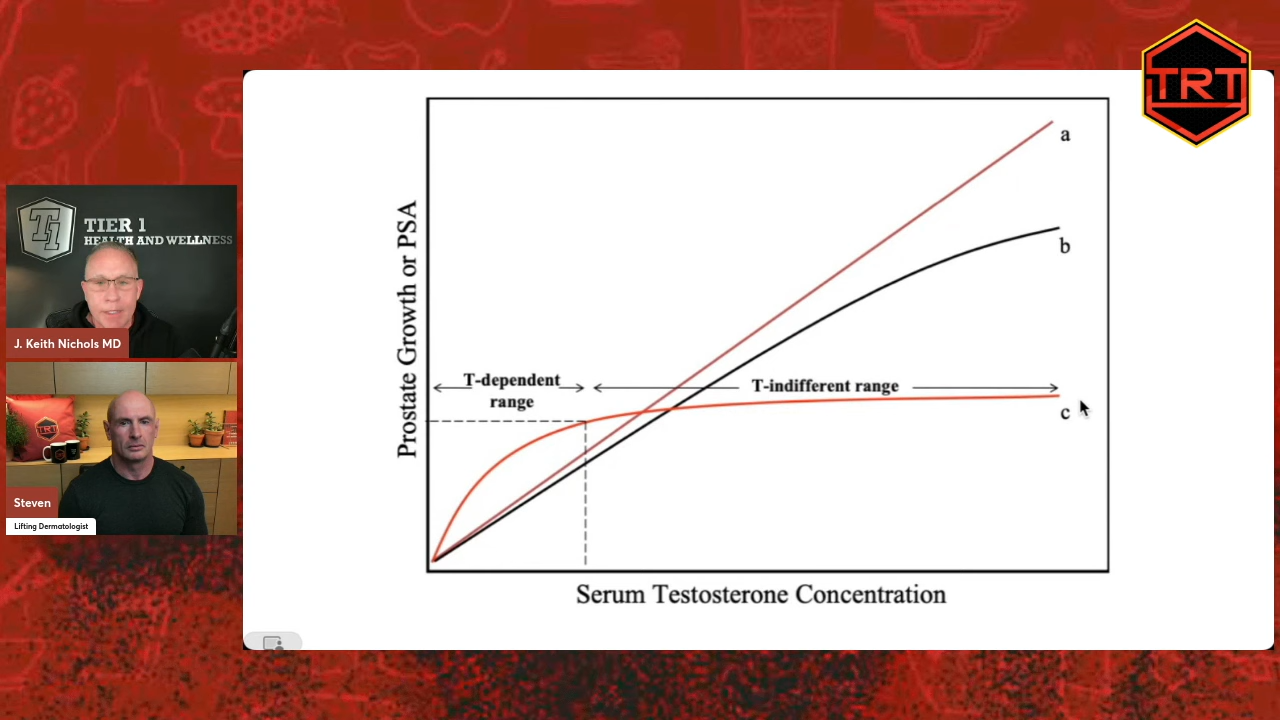 TRT
TIER 1
HEALTH AND WELLNESS
J. Keith Nichols MD
Steven
Lifting Dermatologist
Prostate Growth or PSA
a
b
T-dependent
range
T-indifferent range
c
Serum Testosterone Concentration